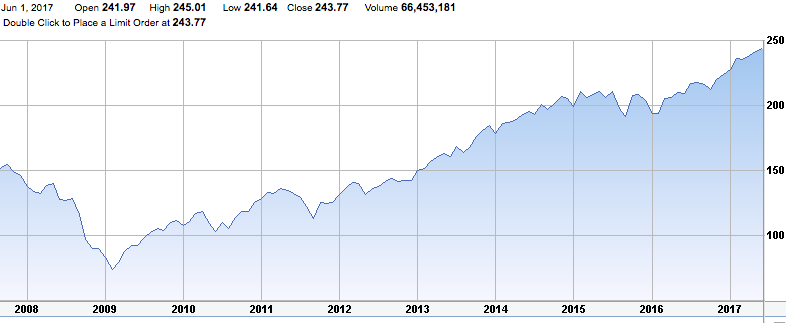 Jun 1, 2017 Open 241.97 High 245.01 Low 241.64 Close 243.77 Volume 66,453,181
Double Click to Place a Limit Order at 243.77
250
200
150
100
2008 2009 2010 2011 2012 2013 2014 2015 2016 2017